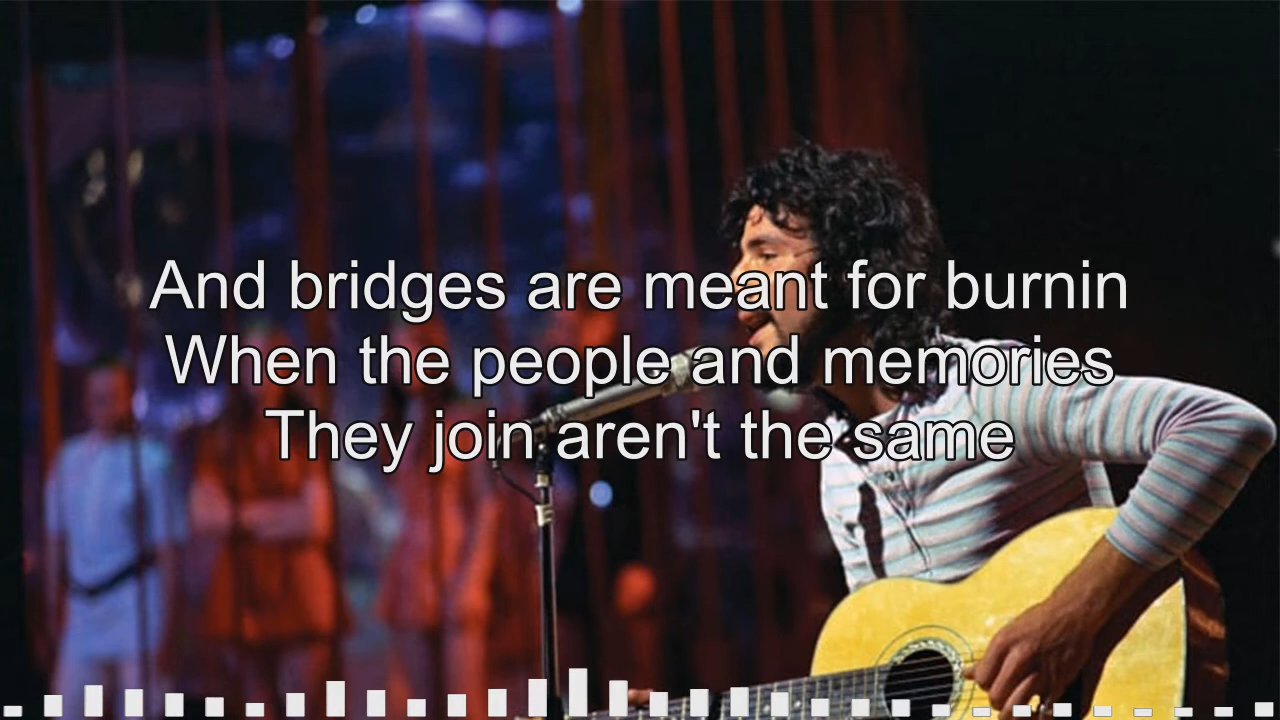 And bridges are meant for burnin
When the people and memories
They join aren't the same